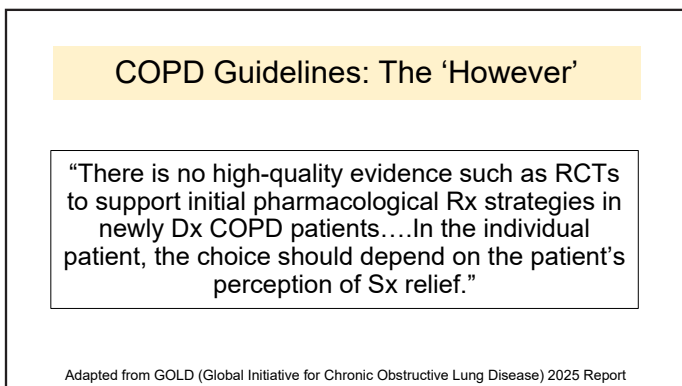 COPD Guidelines: The ‘However’
“There is no high-quality evidence such as RCTs
to support initial pharmacological Rx strategies in
newly Dx COPD patients….In the individual
patient, the choice should depend on the patient’s
perception of Sx relief.”
Adapted from GOLD (Global Initiative for Chronic Obstructive Lung Disease) 2025 Report